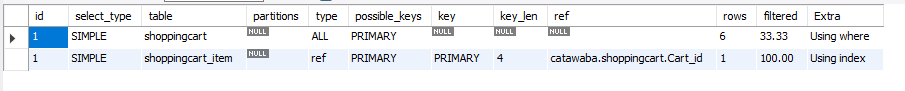 id select_type table partitions type possible_keys key key_len ref rows filtered Extra
1 SIMPLE shoppingcart NULL ALL PRIMARY NULL NULL NULL 6 33.33 Using where
1 SIMPLE shoppingcart_item NULL ref PRIMARY PRIMARY 4 catawaba.shoppingcart.Cart_id 1 100.00 Using index